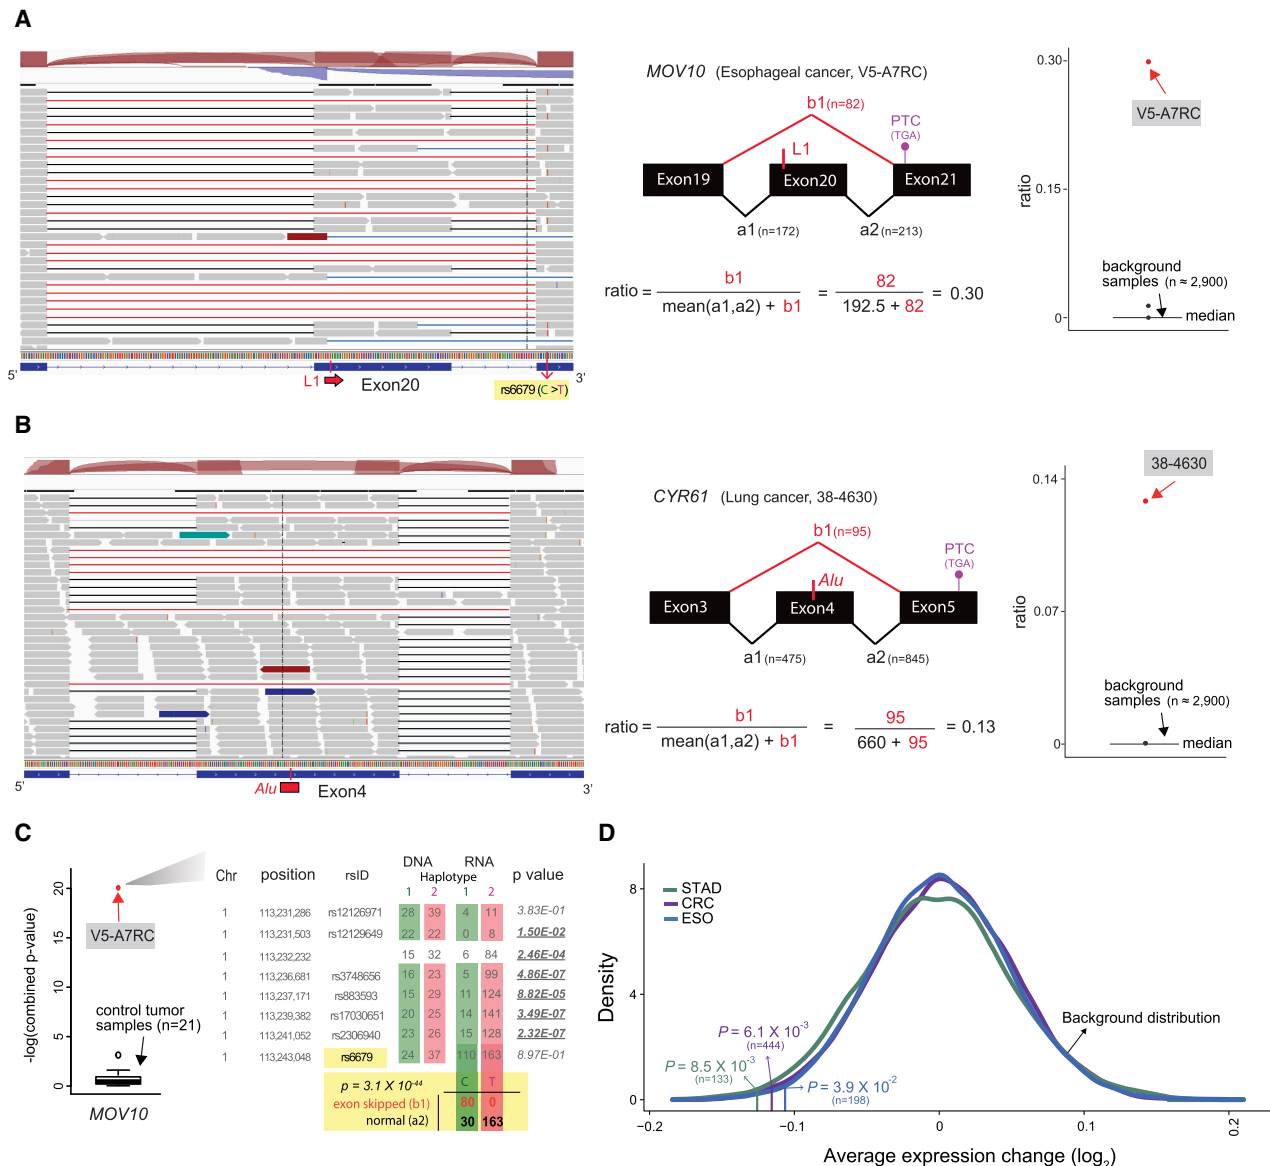 A
MOV10 (Esophageal cancer, V5-A7RC)
b1(n=82)
PTC
(TGA)
L1
Exon19
Exon20
Exon21
a1(n=172)
a2(n=213)
ratio = b1 / mean(a1,a2) + b1 = 82 / 192.5 + 82 = 0.30
0.30
V5-A7RC
0.15
ratio
background
samples (n ≈ 2,900)
0
median
5'
L1
Exon20
3'
rs6679 (C >T)
B
CYR61 (Lung cancer, 38-4630)
b1(n=95)
PTC
(TGA)
Alu
Exon3
Exon4
Exon5
a1(n=475)
a2(n=845)
ratio = b1 / mean(a1,a2) + b1 = 95 / 660 + 95 = 0.13
38-4630
0.14
0.07
ratio
background
samples (n ≈ 2,900)
0
median
5'
Alu
Exon4
3'
C
-log(combined p-value)
20
15
10
5
0
V5-A7RC
control tumor
samples (n=21)
MOV10
DNA RNA
Haplotype
Chr position rsID 1 2 1 2 p value
1 113,231,286 rs12126971 28 39 4 11 3.83E-01
1 113,231,503 rs12129649 22 22 0 8 1.50E-02
1 113,232,232 15 32 6 84 2.46E-04
1 113,236,681 rs3748656 16 23 5 99 4.86E-07
1 113,237,171 rs883593 15 29 11 124 8.82E-05
1 113,239,382 rs17030651 20 25 14 141 3.49E-07
1 113,241,052 rs2306940 23 26 15 128 2.32E-07
1 113,243,048 rs6679 24 37 110 163 8.97E-01
p = 3.1 X 10-44 C T
exon skipped (b1) 80 0
normal (a2) 30 163
D
STAD
CRC
ESO
8
4
0
Density
P = 6.1 X 10-3
(n=444)
P = 8.5 X 10-3
(n=133)
P = 3.9 X 10-2
(n=198)
Background distribution
-0.2 -0.1 0 0.1 0.2
Average expression change (log2)